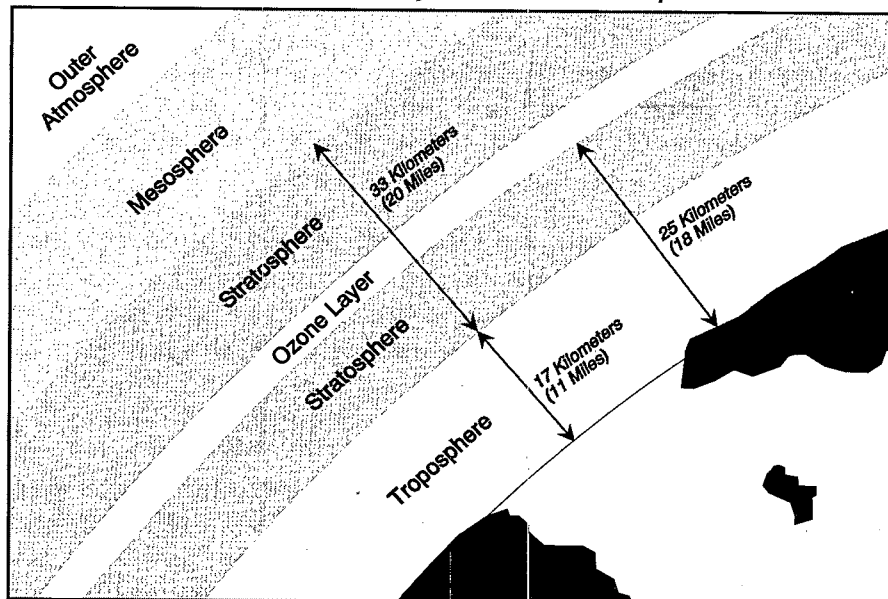 Outer
Atmosphere
Mesosphere
Stratosphere
Ozone Layer
Stratosphere
Troposphere
33 Kilometers
(20 Miles)
25 Kilometers
(18 Miles)
17 Kilometers
(11 Miles)